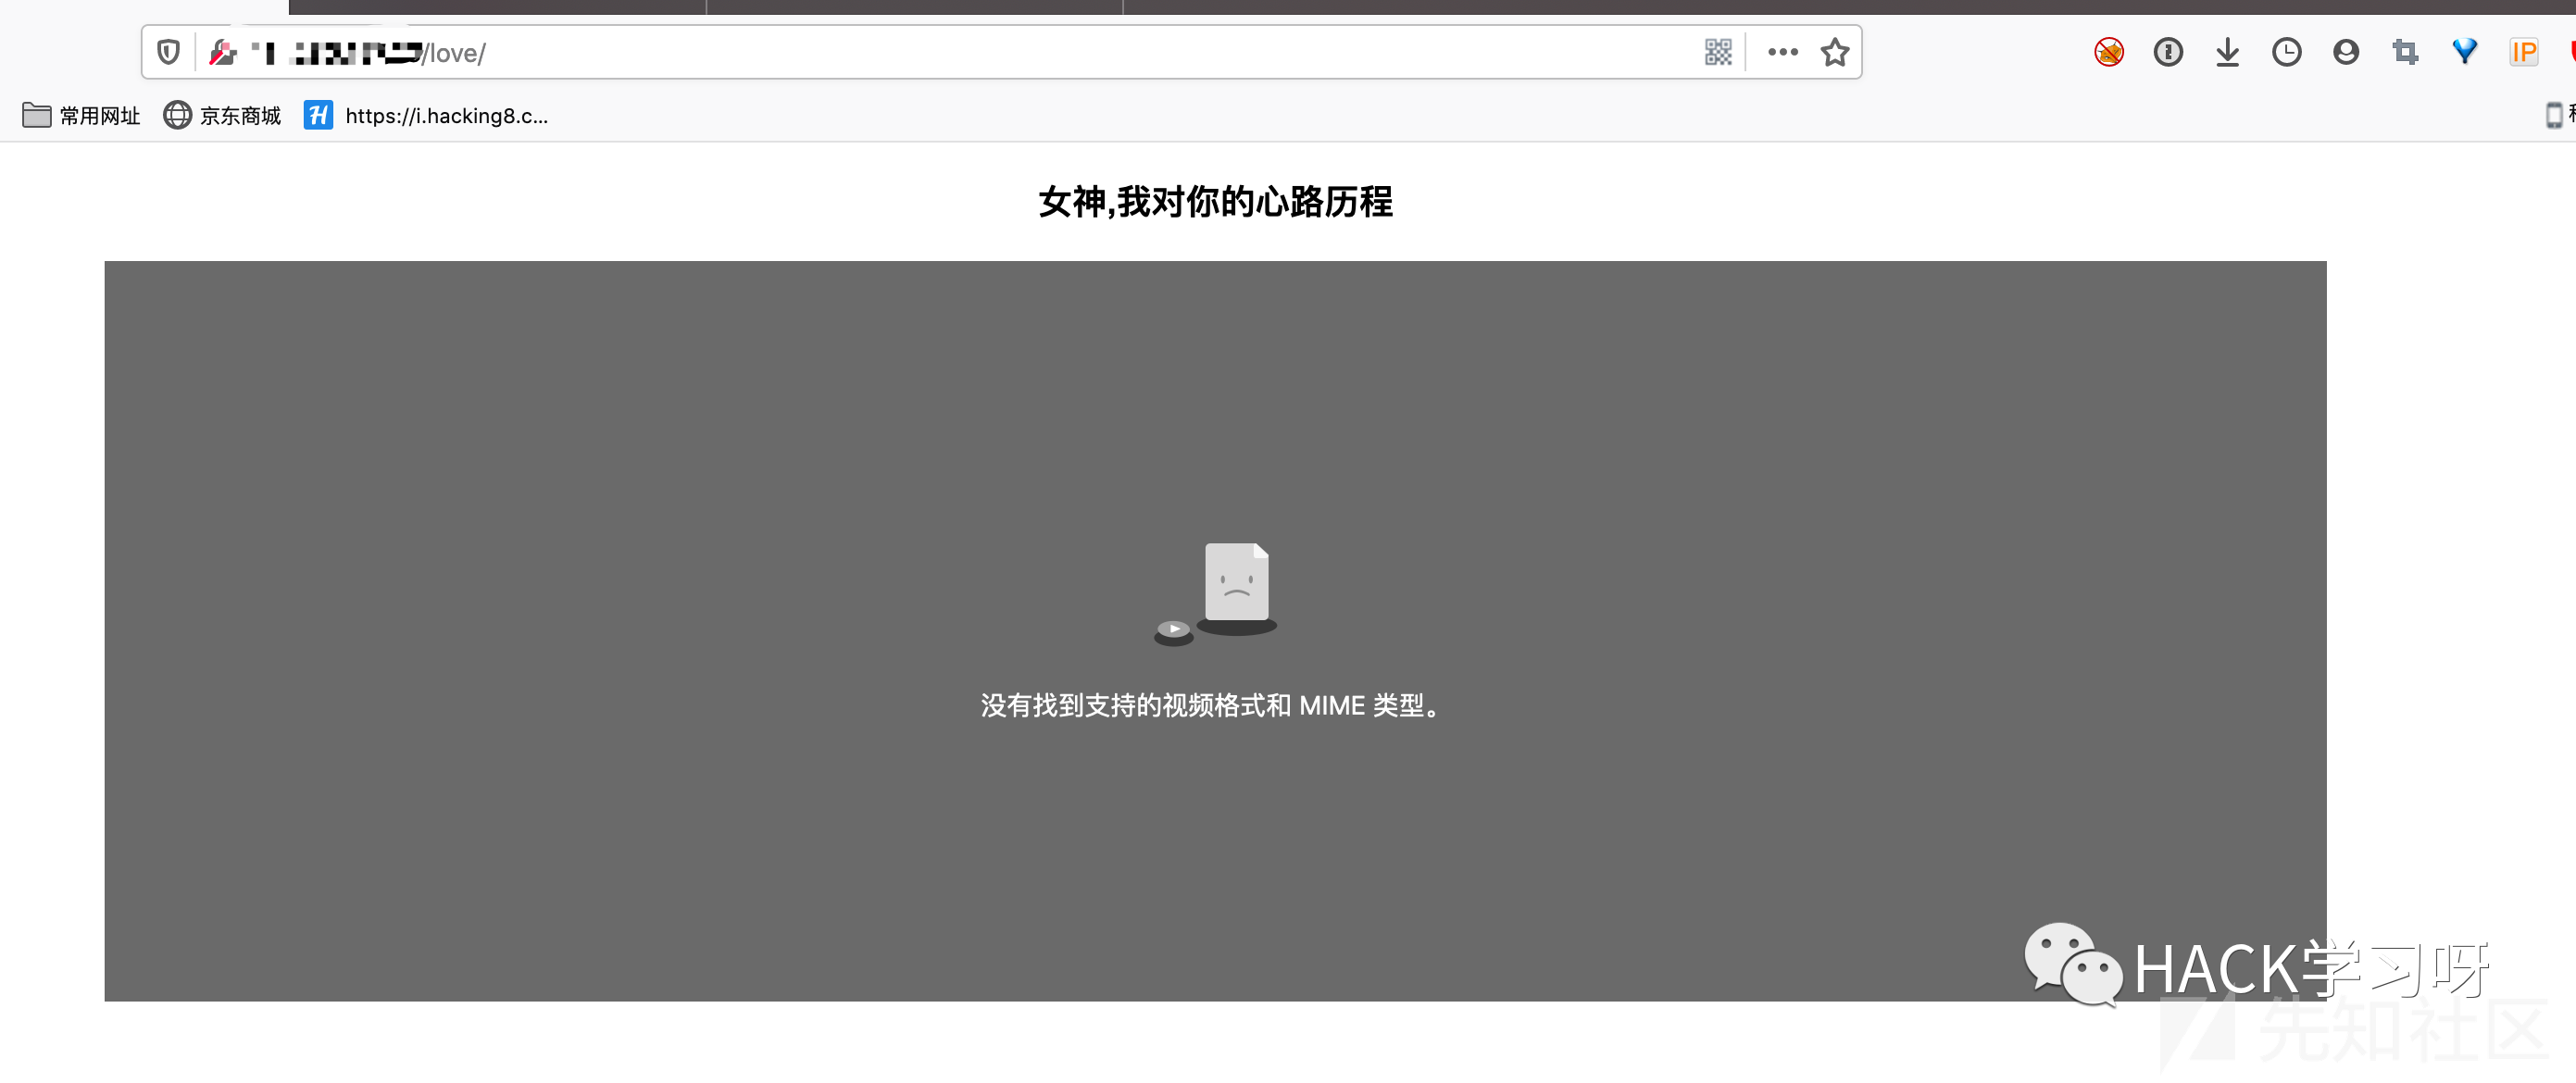 /love/
IP
常用网址
京东商城
https://i.hacking8.c...
女神,我对你的心路历程
没有找到支持的视频格式和 MIME 类型。
HACK学习呀
先知社区